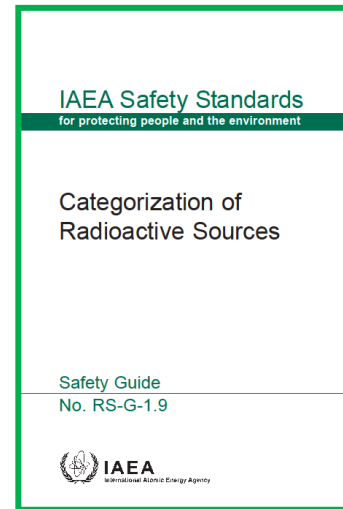 IAEA Safety Standards
for protecting people and the environment
Categorization of
Radioactive Sources
Safety Guide
No. RS-G-1.9
IAEA
International Atomic Energy Agency